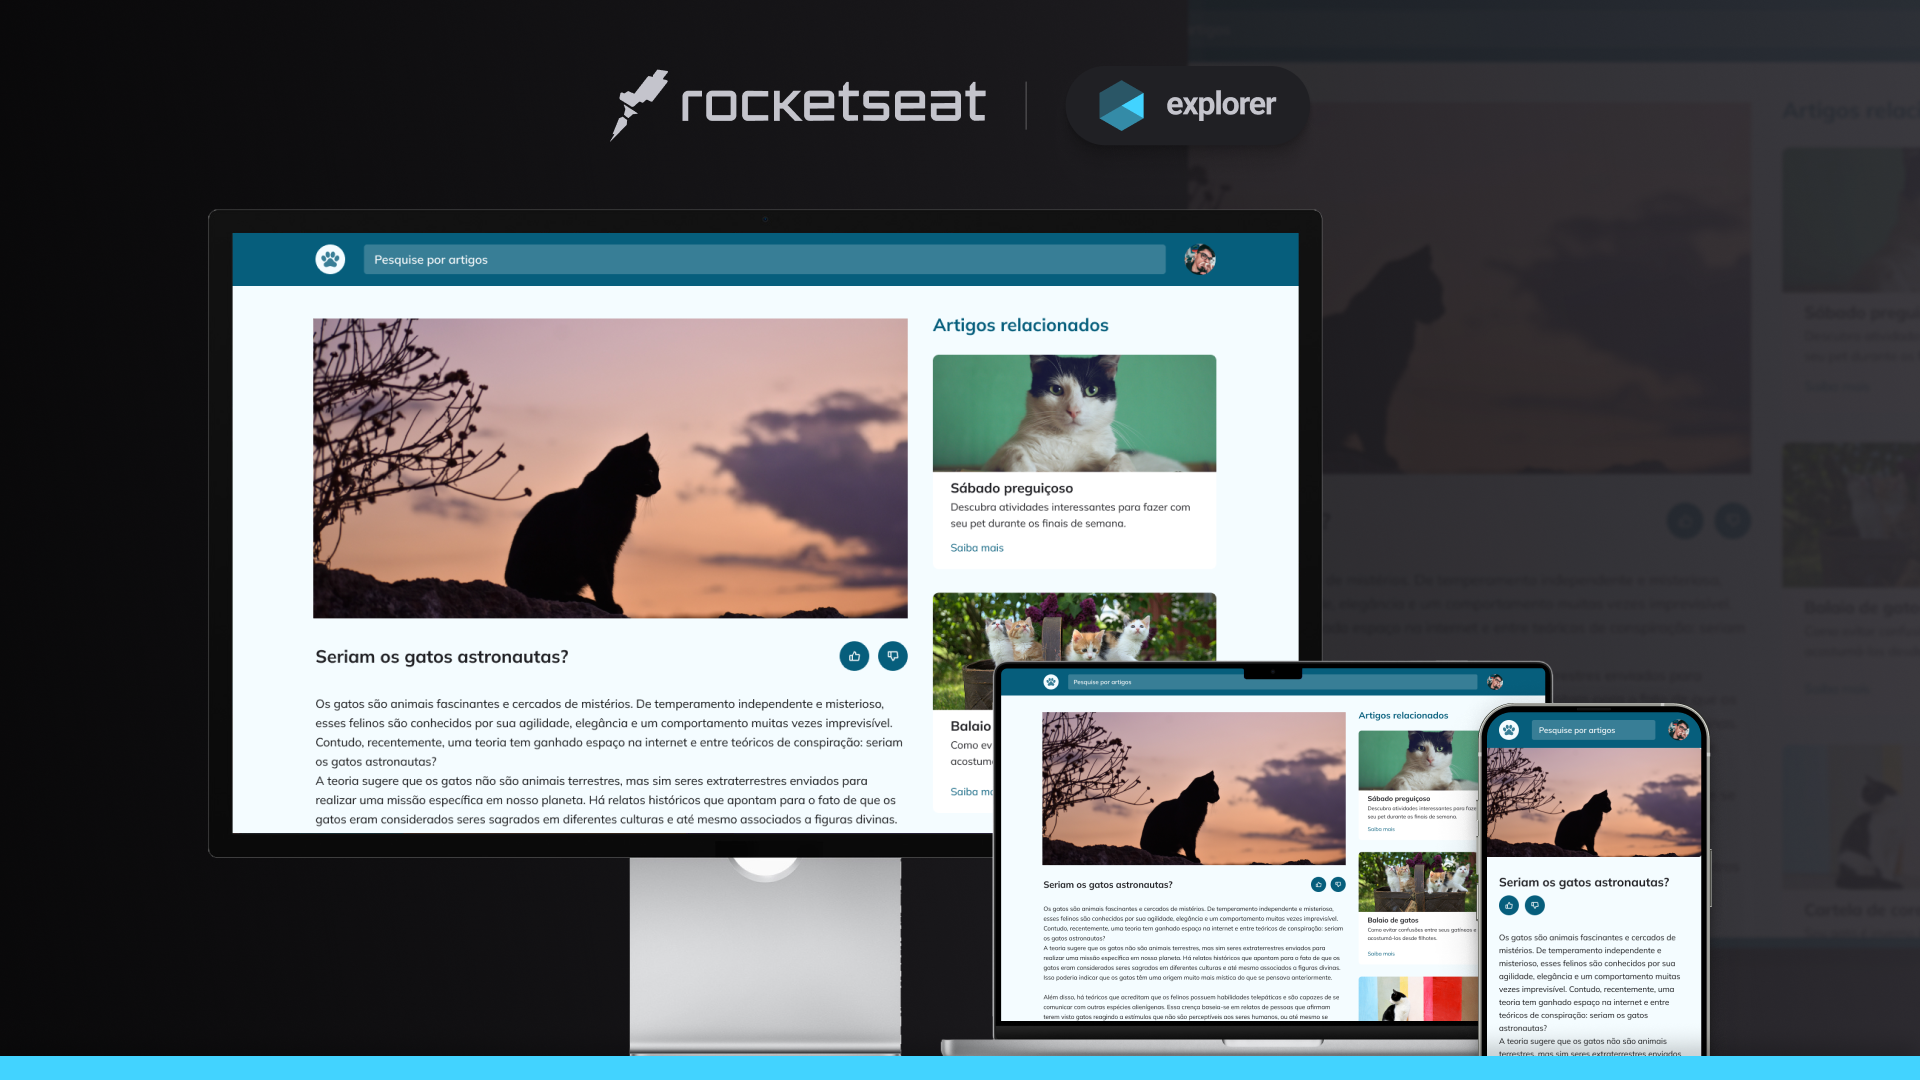 rocketseat
explorer
Pesquise por artigos
Seriam os gatos astronautas?
Os gatos são animais fascinantes e cercados de mistérios. De temperamento independente e misterioso,
esses felinos são conhecidos por sua agilidade, elegância e um comportamento muitas vezes imprevisível.
Contudo, recentemente, uma teoria tem ganhado espaço na internet e entre teóricos de conspiração: seriam
os gatos astronautas?
A teoria sugere que os gatos não são animais terrestres, mas sim seres extraterrestres enviados para
realizar uma missão específica em nosso planeta. Há relatos históricos que apontam para o fato de que os
gatos eram considerados seres sagrados em diferentes culturas e até mesmo associados a figuras divinas.
Artigos relacionados
Sábado preguiçoso
Descubra atividades interessantes para fazer com
seu pet durante os finais de semana.
Saiba mais
Balaio
Como ev
acostum
Saiba ma
Pesquise por artigos
Seriam os gatos astronautas?
Os gatos são animais fascinantes e cercados de mistérios. De temperamento independente e misterioso,
esses felinos são conhecidos por sua agilidade, elegância e um comportamento muitas vezes imprevisível.
Contudo, recentemente, uma teoria tem ganhado espaço na internet e entre teóricos de conspiração: seriam
os gatos astronautas?
A teoria sugere que os gatos não são animais terrestres, mas sim seres extraterrestres enviados para
realizar uma missão específica em nosso planeta. Há relatos históricos que apontam para o fato de que os
gatos eram considerados seres sagrados em diferentes culturas e até mesmo associados a figuras divinas.
Isso poderia indicar que os gatos têm uma origem muito mais mística do que se pensava anteriormente.
Além disso, há teóricos que acreditam que os felinos possuem habilidades telepáticas e são capazes de se
comunicar com outras espécies alienígenas. Essa crença baseia-se em relatos de pessoas que afirmam
terem visto gatos reagindo a estímulos que não são perceptíveis aos seres humanos, ou até mesmo se
Artigos relacionados
Sábado preguiçoso
Descubra atividades interessantes para faze
seu pet durante os finais de semana.
Saiba mais
Balaio de gatos
Como evitar confusões entre seus gatíneos e
acostumá-los desde filhotes.
Saiba mais
Pesquise por artigos
Seriam os gatos astronautas?
Os gatos são animais fascinantes e cercados de
mistérios. De temperamento independente e
misterioso, esses felinos são conhecidos por sua
agilidade, elegância e um comportamento muitas
vezes imprevisível. Contudo, recentemente, uma
teoria tem ganhado espaço na internet e entre
teóricos de conspiração: seriam os gatos
astronautas?
A teoria sugere que os gatos não são animais
terrestres, mas sim seres extraterrestres enviados
Artigos relac
Sábado pregui